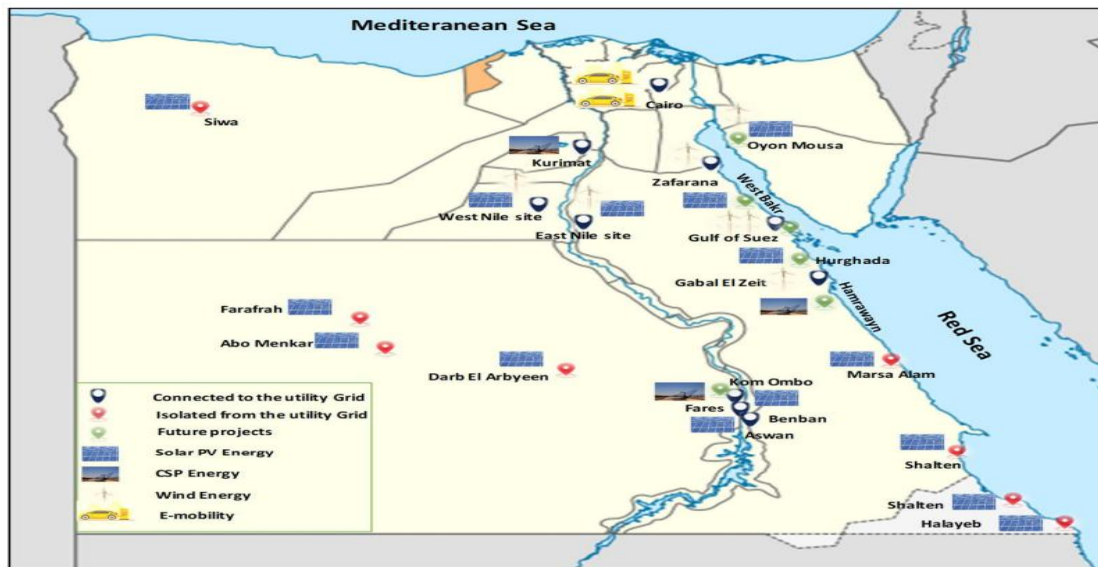 Mediteranean Sea
Cairo
Siwa
Oyon Mousa
Kurimat
Zafarana
West Bakr
West Nile site
East Nile site
Gulf of Suez
Hurghada
Gabal El Zeit
Hamrawayn
Red Sea
Farafrah
Abo Menkar
Darb El Arbyeen
Marsa Alam
Kom Ombo
Fares
Benban
Aswan
Shalten
Shalten
Halayeb
Connected to the utility Grid
Isolated from the utility Grid
Future projects
Solar PV Energy
CSP Energy
Wind Energy
E-mobility